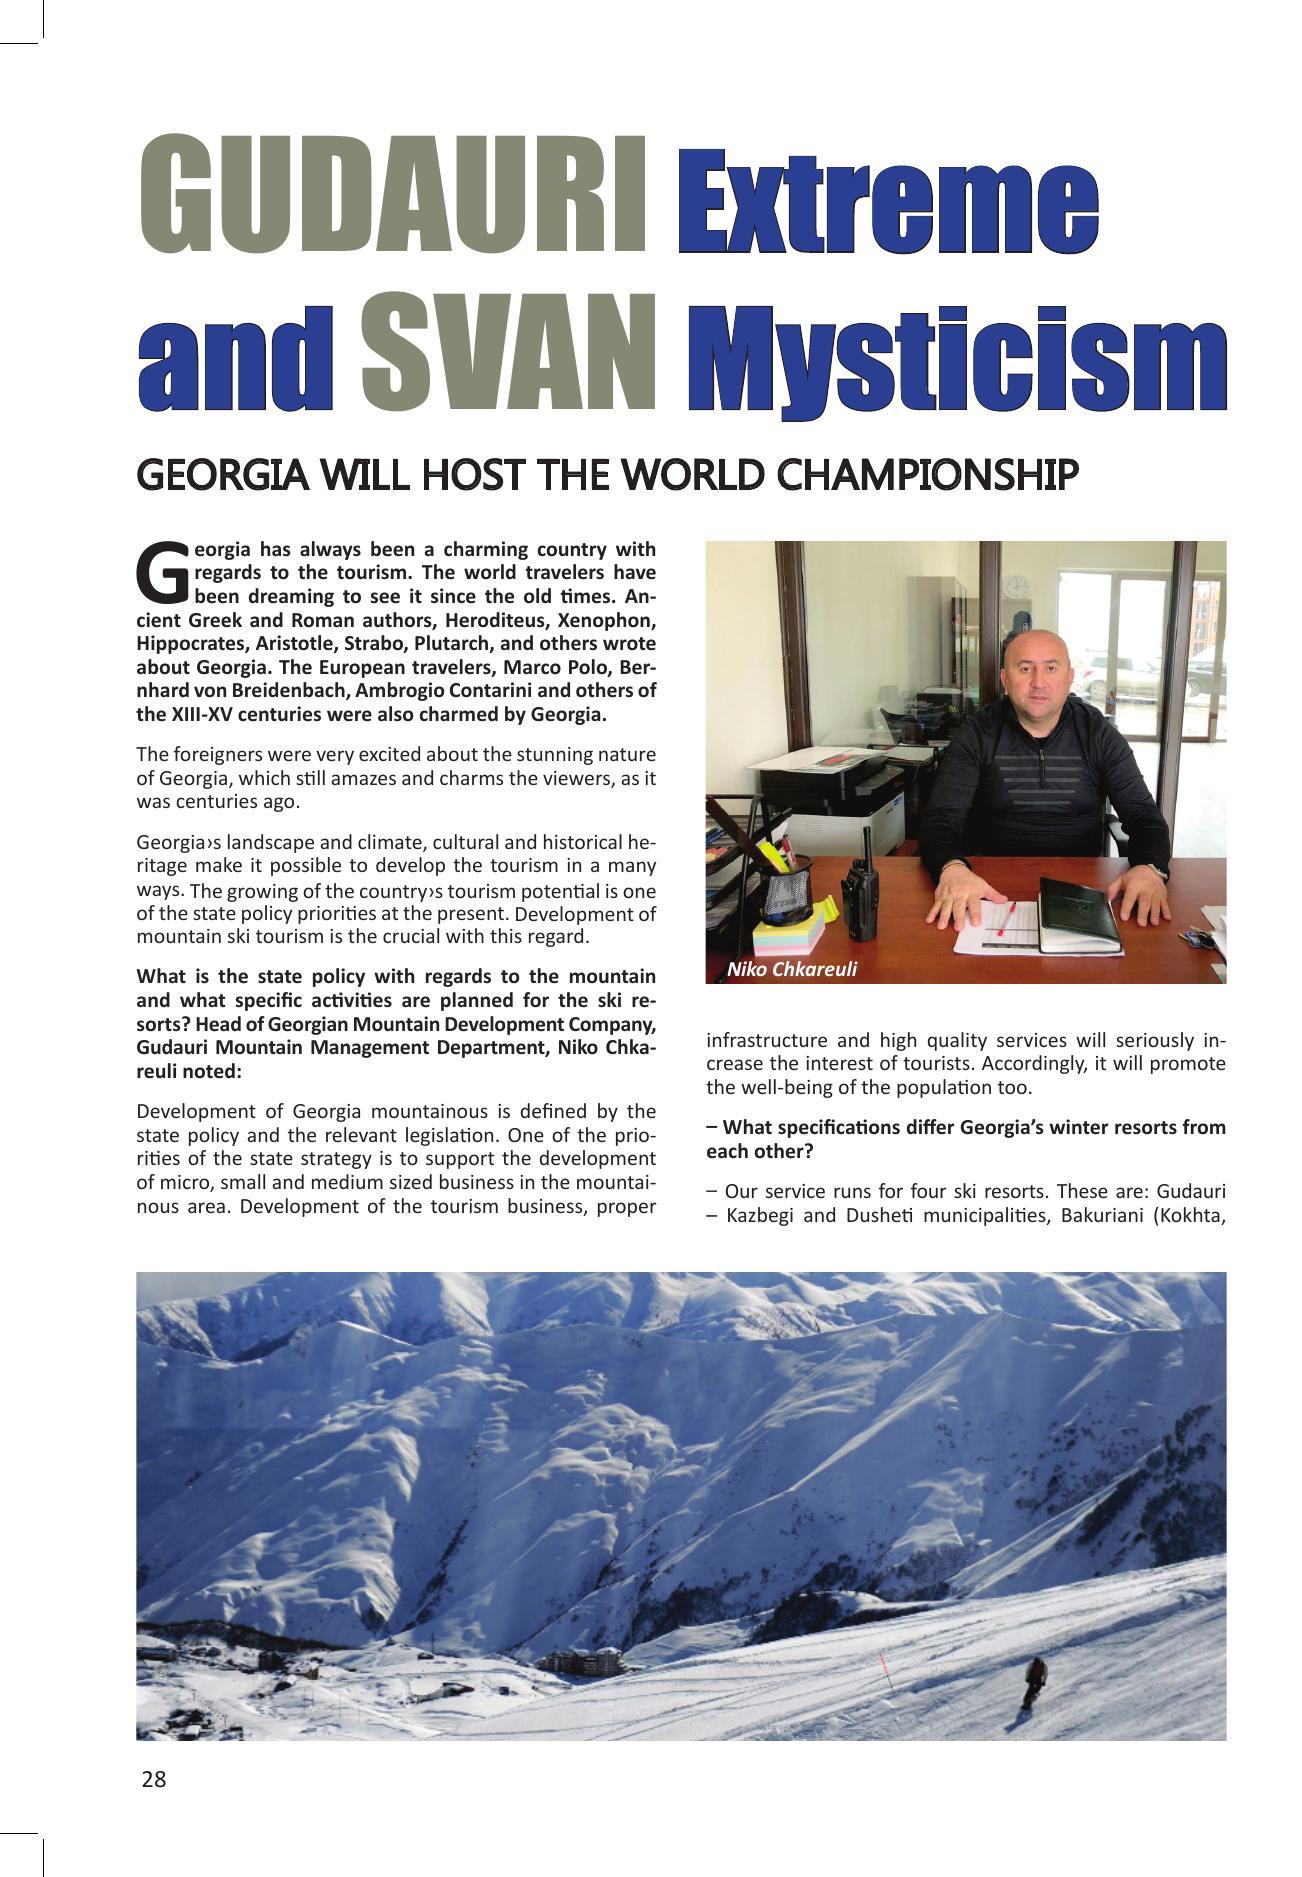 GUDAURI Extreme
and SVAN Mysticism
GEORGIA WILL HOST THE WORLD CHAMPIONSHIP
Georgia has always been a charming country with
regards to the tourism. The world travelers have
been dreaming to see it since the old times. An-
cient Greek and Roman authors, Heroditeus, Xenophon,
Hippocrates, Aristotle, Strabo, Plutarch, and others wrote
about Georgia. The European travelers, Marco Polo, Ber-
nhard von Breidenbach, Ambrogio Contarini and others of
the XIII-XV centuries were also charmed by Georgia.
The foreigners were very excited about the stunning nature
of Georgia, which still amazes and charms the viewers, as it
was centuries ago.
Georgia›s landscape and climate, cultural and historical he-
ritage make it possible to develop the tourism in a many
ways. The growing of the country›s tourism potential is one
of the state policy priorities at the present. Development of
mountain ski tourism is the crucial with this regard.
What is the state policy with regards to the mountain
and what specific activities are planned for the ski re-
sorts? Head of Georgian Mountain Development Company,
Gudauri Mountain Management Department, Niko Chka-
reuli noted:
Development of Georgia mountainous is defined by the
state policy and the relevant legislation. One of the prio-
rities of the state strategy is to support the development
of micro, small and medium sized business in the mountai-
nous area. Development of the tourism business, proper
Niko Chkareuli
infrastructure and high quality services will seriously in-
crease the interest of tourists. Accordingly, it will promote
the well-being of the population too.
– What specifications differ Georgia's winter resorts from
each other?
– Our service runs for four ski resorts. These are: Gudauri
– Kazbegi and Dusheti municipalities, Bakuriani (Kokhta,
28